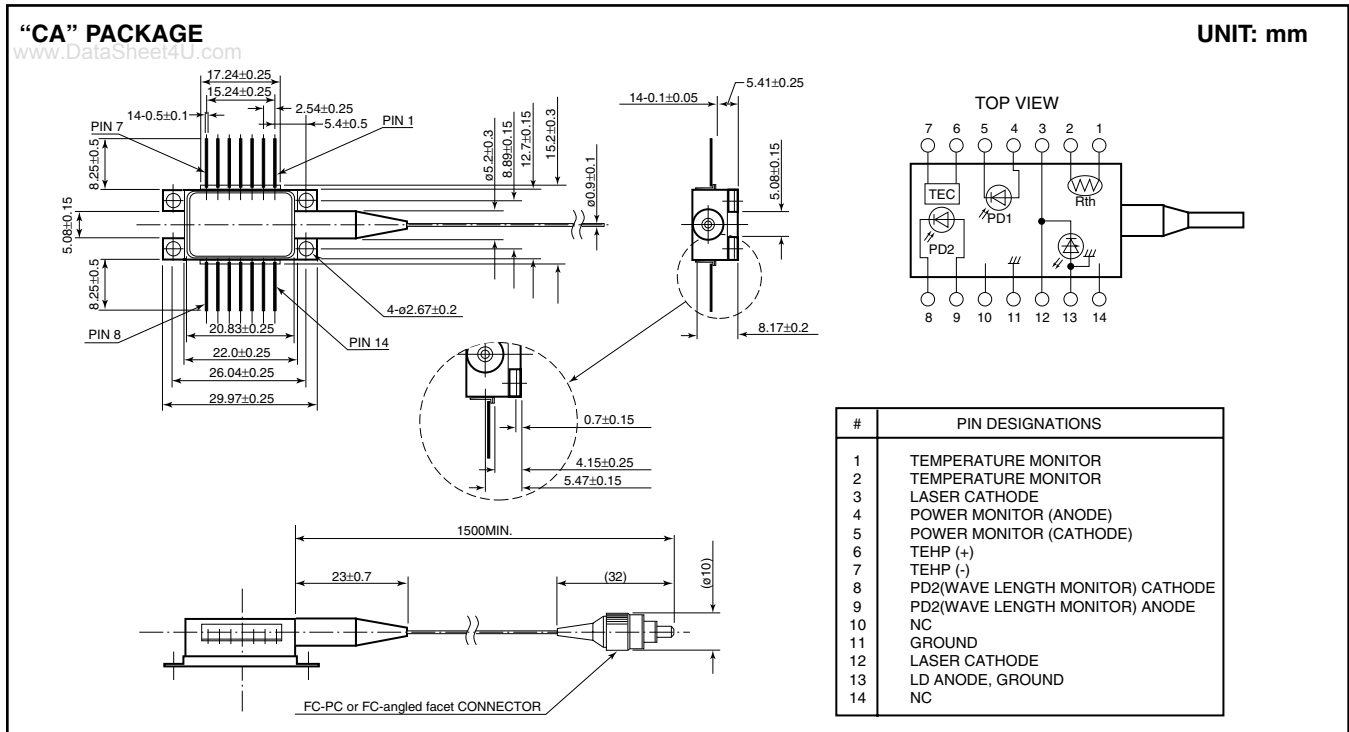 “CA” PACKAGE
UNIT: mm
www.DataSheet4U.com
17.24±0.25
15.24±0.25
14-0.5±0.1
2.54±0.25
5.4±0.5
PIN 7
PIN 1
8.25±0.5
5.08±0.15
8.25±0.5
ø5.2±0.3
8.89±0.15
12.7±0.15
15.2±0.3
ø0.9±0.1
PIN 8
PIN 14
4-ø2.67±0.2
20.83±0.25
22.0±0.25
26.04±0.25
29.97±0.25
14-0.1±0.05
5.41±0.25
5.08±0.15
8.17±0.2
0.7±0.15
4.15±0.25
5.47±0.15
TOP VIEW
7 6 5 4 3 2 1
TEC
PD1
Rth
PD2
8 9 10 11 12 13 14
1500MIN.
23±0.7
(32)
(ø10)
FC-PC or FC-angled facet CONNECTOR
# PIN DESIGNATIONS
1 TEMPERATURE MONITOR
2 TEMPERATURE MONITOR
3 LASER CATHODE
4 POWER MONITOR (ANODE)
5 POWER MONITOR (CATHODE)
6 TEHP (+)
7 TEHP (-)
8 PD2(WAVE LENGTH MONITOR) CATHODE
9 PD2(WAVE LENGTH MONITOR) ANODE
10 NC
11 GROUND
12 LASER CATHODE
13 LD ANODE, GROUND
14 NC